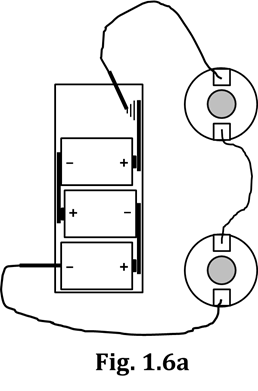 – +
+ –
– +
Fig. 1.6a